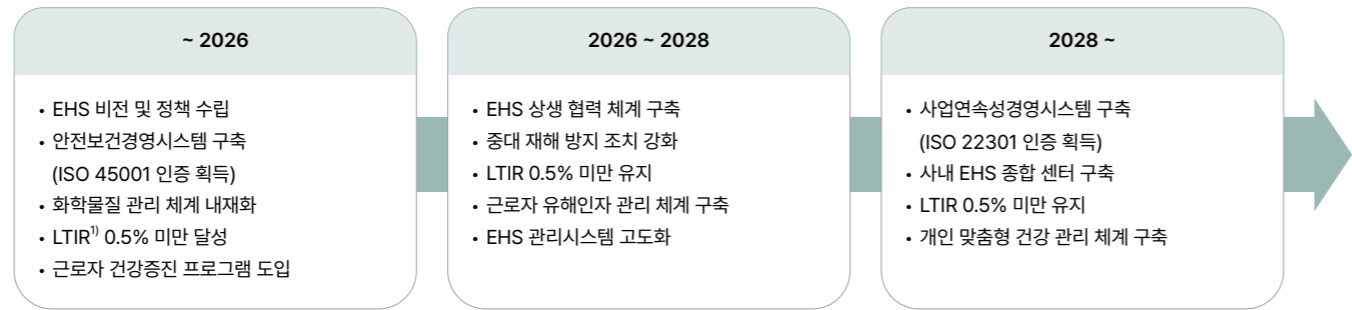 ~ 2026
• EHS 비전 및 정책 수립
• 안전보건경영시스템 구축
(ISO 45001 인증 획득)
• 화학물질 관리 체계 내재화
• LTIR1) 0.5% 미만 달성
• 근로자 건강증진 프로그램 도입
2026 ~ 2028
• EHS 상생 협력 체계 구축
• 중대 재해 방지 조치 강화
• LTIR 0.5% 미만 유지
• 근로자 유해인자 관리 체계 구축
• EHS 관리시스템 고도화
2028 ~
• 사업연속성경영시스템 구축
(ISO 22301 인증 획득)
• 사내 EHS 종합 센터 구축
• LTIR 0.5% 미만 유지
• 개인 맞춤형 건강 관리 체계 구축